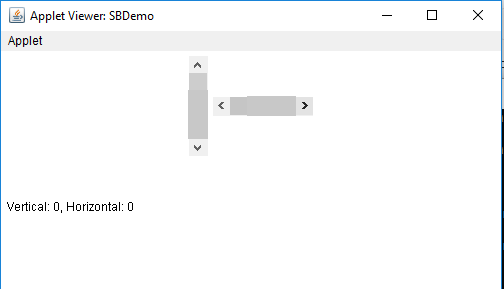 Applet Viewer: SBDemo
Applet
Vertical: 0, Horizontal: 0